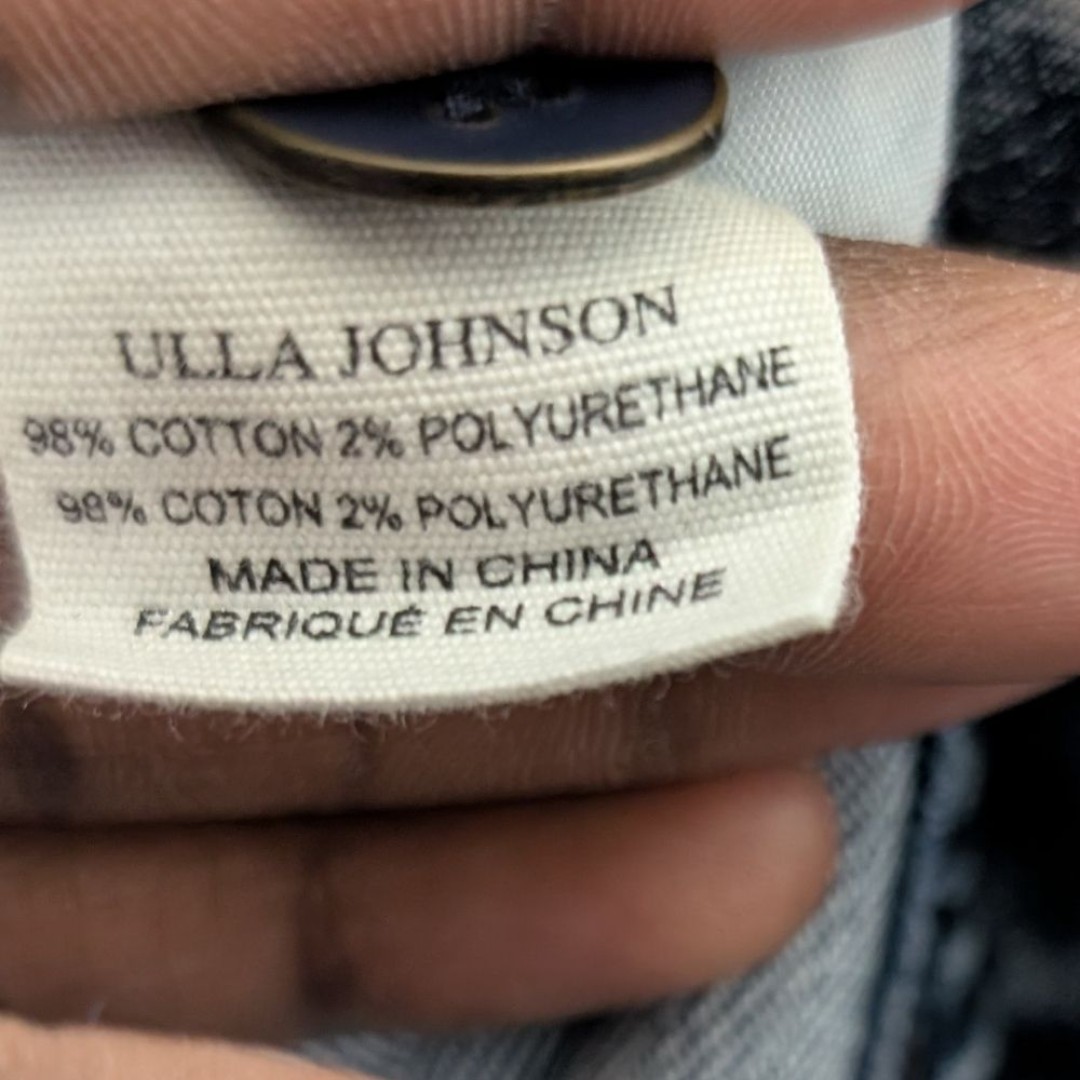 ULLA JOHNSON
98% COTTON 2% POLYURETHANE
98% COTON 2% POLYURETHANE
MADE IN CHINA
FABRIQUÉ EN CHINE